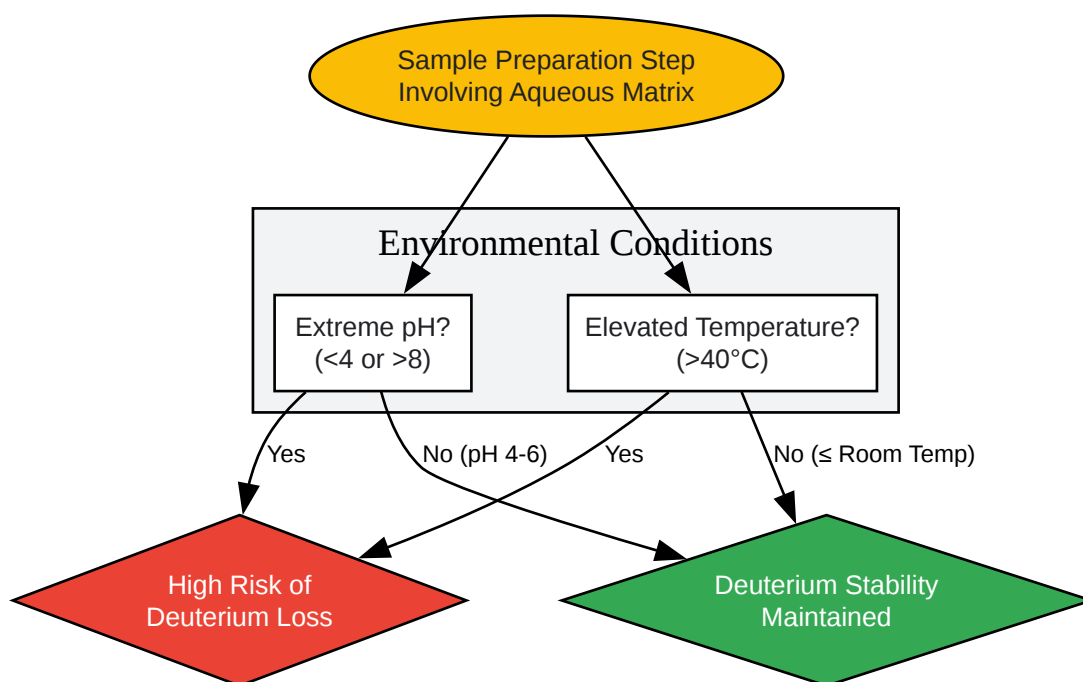 Sample Preparation Step
Involving Aqueous Matrix
Environmental Conditions
Extreme pH?
(<4 or >8)
Elevated Temperature?
(>40°C)
Yes
No (pH 4-6)
Yes
No (≤ Room Temp)
High Risk of
Deuterium Loss
Deuterium Stability
Maintained